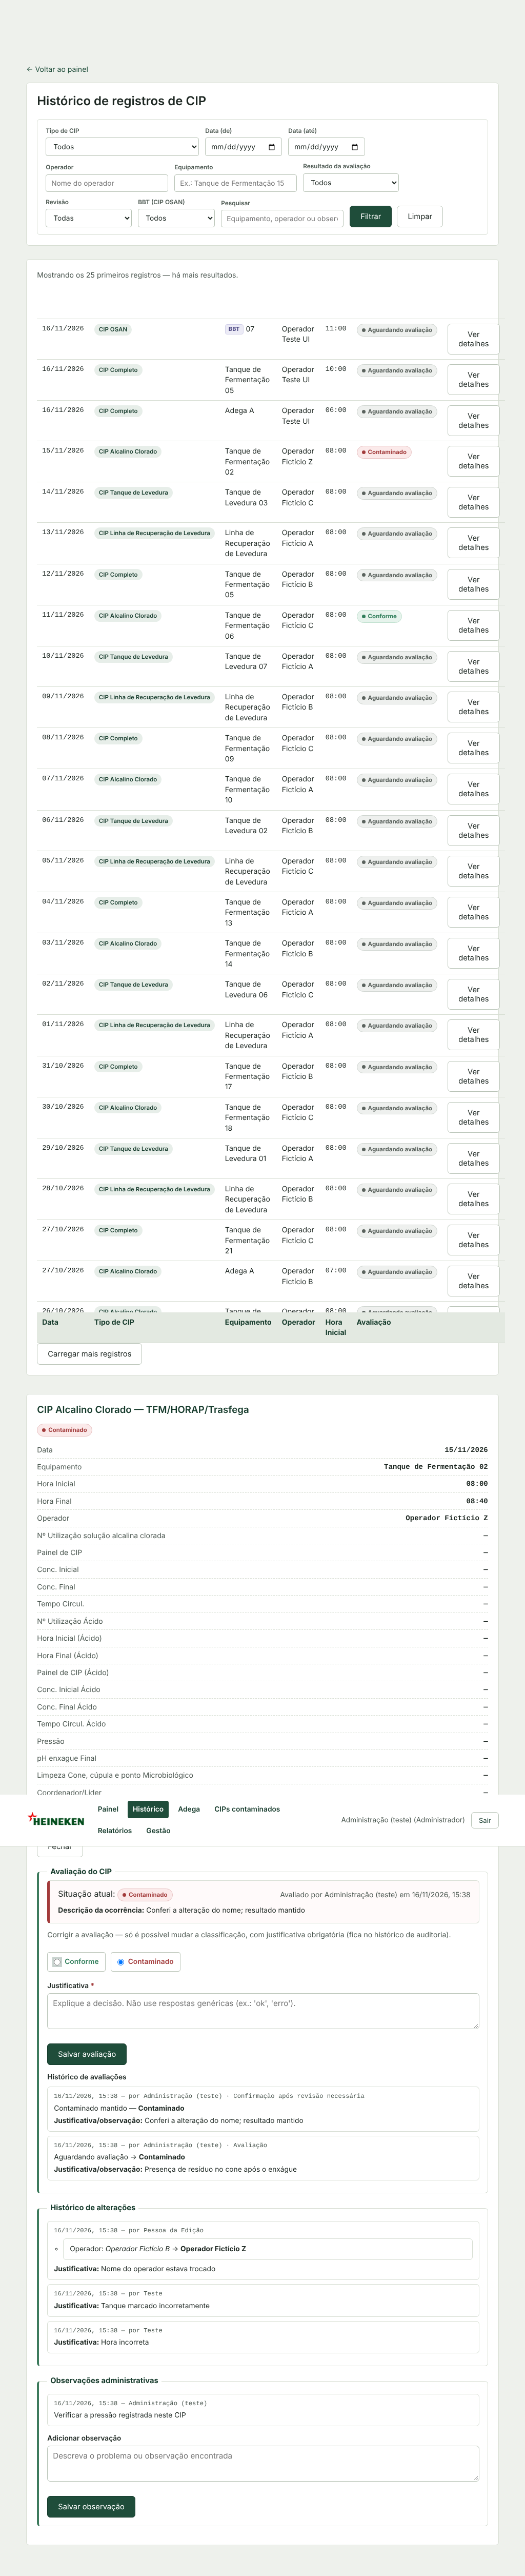 ← Voltar ao painel
Histórico de registros de CIP
Tipo de CIP
Data (de)
Data (até)
Todos
mm/dd/yyyy
mm/dd/yyyy
Operador
Equipamento
Resultado da avaliação
Nome do operador
Ex.: Tanque de Fermentação 15
Todos
Revisão
BBT (CIP OSAN)
Pesquisar
Todas
Todos
Equipamento, operador ou obser
Filtrar
Limpar
Mostrando os 25 primeiros registros — há mais resultados.
16/11/2026 CIP OSAN BBT 07 Operador Teste UI 11:00 Aguardando avaliação Ver detalhes
16/11/2026 CIP Completo Tanque de Fermentação 05 Operador Teste UI 10:00 Aguardando avaliação Ver detalhes
16/11/2026 CIP Completo Adega A Operador Teste UI 06:00 Aguardando avaliação Ver detalhes
15/11/2026 CIP Alcalino Clorado Tanque de Fermentação 02 Operador Fictício Z 08:00 Contaminado Ver detalhes
14/11/2026 CIP Tanque de Levedura Tanque de Levedura 03 Operador Fictício C 08:00 Aguardando avaliação Ver detalhes
13/11/2026 CIP Linha de Recuperação de Levedura Linha de Recuperação de Levedura Operador Fictício A 08:00 Aguardando avaliação Ver detalhes
12/11/2026 CIP Completo Tanque de Fermentação 05 Operador Fictício B 08:00 Aguardando avaliação Ver detalhes
11/11/2026 CIP Alcalino Clorado Tanque de Fermentação 06 Operador Fictício C 08:00 Conforme Ver detalhes
10/11/2026 CIP Tanque de Levedura Tanque de Levedura 07 Operador Fictício A 08:00 Aguardando avaliação Ver detalhes
09/11/2026 CIP Linha de Recuperação de Levedura Linha de Recuperação de Levedura Operador Fictício B 08:00 Aguardando avaliação Ver detalhes
08/11/2026 CIP Completo Tanque de Fermentação 09 Operador Fictício C 08:00 Aguardando avaliação Ver detalhes
07/11/2026 CIP Alcalino Clorado Tanque de Fermentação 10 Operador Fictício A 08:00 Aguardando avaliação Ver detalhes
06/11/2026 CIP Tanque de Levedura Tanque de Levedura 02 Operador Fictício B 08:00 Aguardando avaliação Ver detalhes
05/11/2026 CIP Linha de Recuperação de Levedura Linha de Recuperação de Levedura Operador Fictício C 08:00 Aguardando avaliação Ver detalhes
04/11/2026 CIP Completo Tanque de Fermentação 13 Operador Fictício A 08:00 Aguardando avaliação Ver detalhes
03/11/2026 CIP Alcalino Clorado Tanque de Fermentação 14 Operador Fictício B 08:00 Aguardando avaliação Ver detalhes
02/11/2026 CIP Tanque de Levedura Tanque de Levedura 06 Operador Fictício C 08:00 Aguardando avaliação Ver detalhes
01/11/2026 CIP Linha de Recuperação de Levedura Linha de Recuperação de Levedura Operador Fictício A 08:00 Aguardando avaliação Ver detalhes
31/10/2026 CIP Completo Tanque de Fermentação 17 Operador Fictício B 08:00 Aguardando avaliação Ver detalhes
30/10/2026 CIP Alcalino Clorado Tanque de Fermentação 18 Operador Fictício C 08:00 Aguardando avaliação Ver detalhes
29/10/2026 CIP Tanque de Levedura Tanque de Levedura 01 Operador Fictício A 08:00 Aguardando avaliação Ver detalhes
28/10/2026 CIP Linha de Recuperação de Levedura Linha de Recuperação de Levedura Operador Fictício B 08:00 Aguardando avaliação Ver detalhes
27/10/2026 CIP Completo Tanque de Fermentação 21 Operador Fictício C 08:00 Aguardando avaliação Ver detalhes
27/10/2026 CIP Alcalino Clorado Adega A Operador Fictício B 07:00 Aguardando avaliação Ver detalhes
26/10/2026 CIP Alcalino Clorado Tanque de Operador 08:00 Aguardando avaliação
Data Tipo de CIP Equipamento Operador Hora Inicial Avaliação
Carregar mais registros
CIP Alcalino Clorado — TFM/HORAP/Trasfega
Contaminado
Data 15/11/2026
Equipamento Tanque de Fermentação 02
Hora Inicial 08:00
Hora Final 08:40
Operador Operador Fictício Z
Nº Utilização solução alcalina clorada —
Painel de CIP —
Conc. Inicial —
Conc. Final —
Tempo Circul. —
Nº Utilização Ácido —
Hora Inicial (Ácido) —
Hora Final (Ácido) —
Painel de CIP (Ácido) —
Conc. Inicial Ácido —
Conc. Final Ácido —
Tempo Circul. Ácido —
Pressão —
pH enxague Final —
Limpeza Cone, cúpula e ponto Microbiológico —
Coordenador/Líder —
HEINEKEN
Painel Histórico Adega CIPs contaminados
Relatórios Gestão
Administração (teste) (Administrador) Sair
Fechar
Avaliação do CIP
Situação atual: Contaminado Avaliado por Administração (teste) em 16/11/2026, 15:38
Descrição da ocorrência: Conferi a alteração do nome; resultado mantido
Corrigir a avaliação — só é possível mudar a classificação, com justificativa obrigatória (fica no histórico de auditoria).
Conforme Contaminado
Justificativa *
Explique a decisão. Não use respostas genéricas (ex.: 'ok', 'erro').
Salvar avaliação
Histórico de avaliações
16/11/2026, 15:38 — por Administração (teste) · Confirmação após revisão necessária
Contaminado mantido — Contaminado
Justificativa/observação: Conferi a alteração do nome; resultado mantido
16/11/2026, 15:38 — por Administração (teste) · Avaliação
Aguardando avaliação → Contaminado
Justificativa/observação: Presença de resíduo no cone após o enxágue
Histórico de alterações
16/11/2026, 15:38 — por Pessoa da Edição
Operador: Operador Fictício B → Operador Fictício Z
Justificativa: Nome do operador estava trocado
16/11/2026, 15:38 — por Teste
Justificativa: Tanque marcado incorretamente
16/11/2026, 15:38 — por Teste
Justificativa: Hora incorreta
Observações administrativas
16/11/2026, 15:38 — Administração (teste)
Verificar a pressão registrada neste CIP
Adicionar observação
Descreva o problema ou observação encontrada
Salvar observação